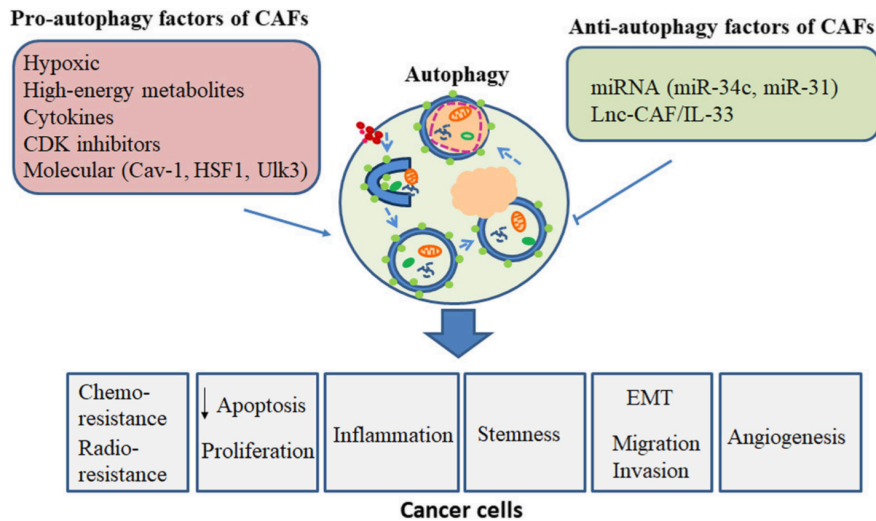 Pro-autophagy factors of CAFs
Hypoxic
High-energy metabolites
Cytokines
CDK inhibitors
Molecular (Cav-1, HSF1, Ulk3)
Autophagy
Anti-autophagy factors of CAFs
miRNA (miR-34c, miR-31)
Lnc-CAF/IL-33
Chemo-
resistance
Radio-
resistance
↓ Apoptosis
Proliferation
Inflammation
Stemness
EMT
Migration
Invasion
Angiogenesis
Cancer cells